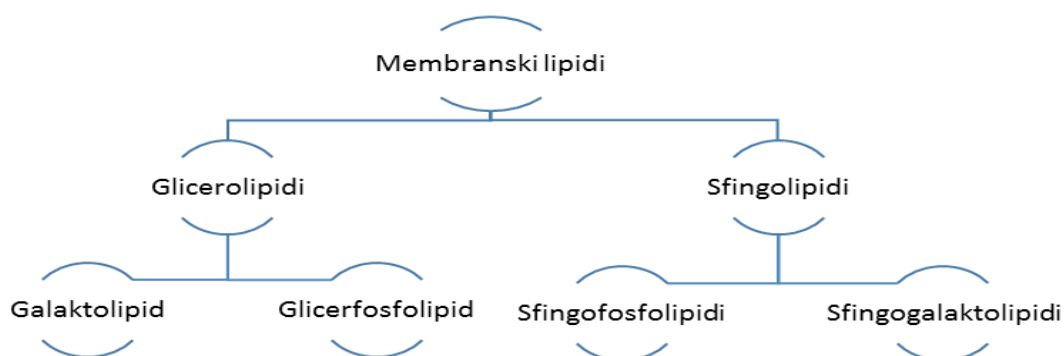 Membranski lipidi
Glicerolipidi
Sfingolipidi
Galaktolipid
Glicerfosfolipid
Sfingofosfolipidi
Sfingogalaktolipidi